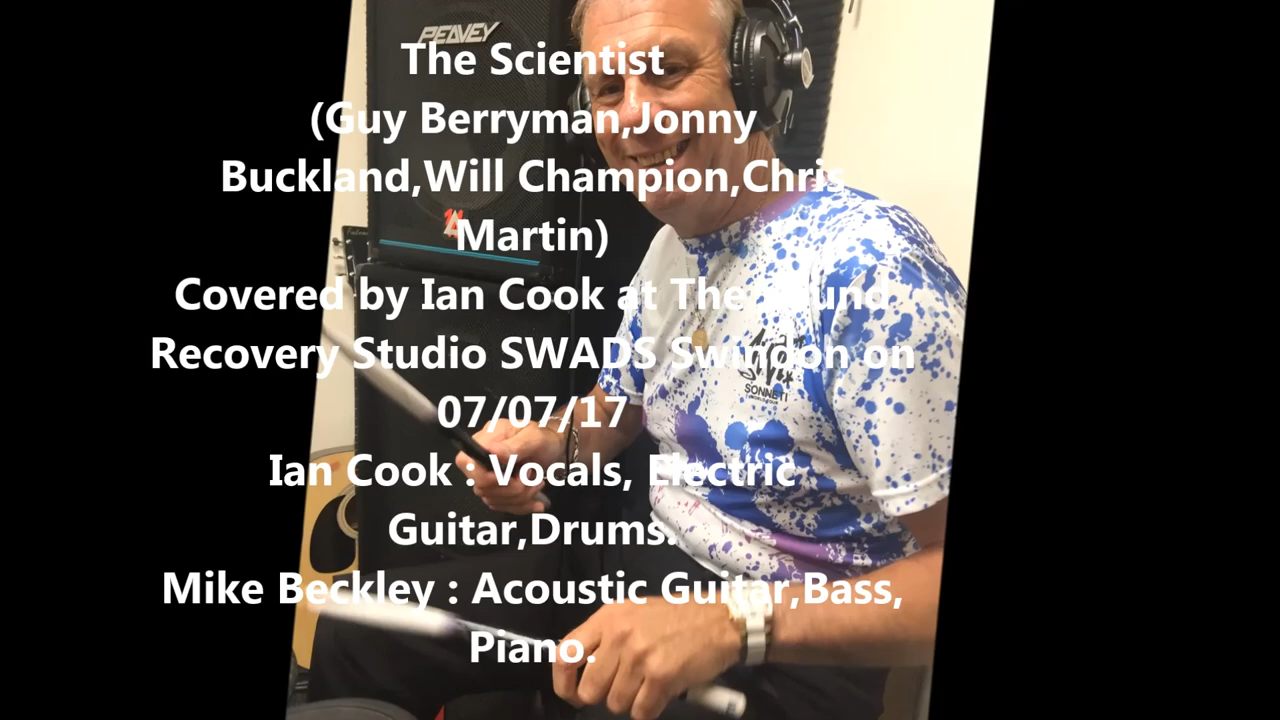 PEAVEY
The Scientist
(Guy Berryman,Jonny
Buckland,Will Champion,Chris
Martin)
Covered by Ian Cook at The Sound
Recovery Studio SWADS Swindon on
07/07/17
Ian Cook : Vocals, Electric
Guitar,Drums.
Mike Beckley : Acoustic Guitar,Bass,
Piano.
SONNETI